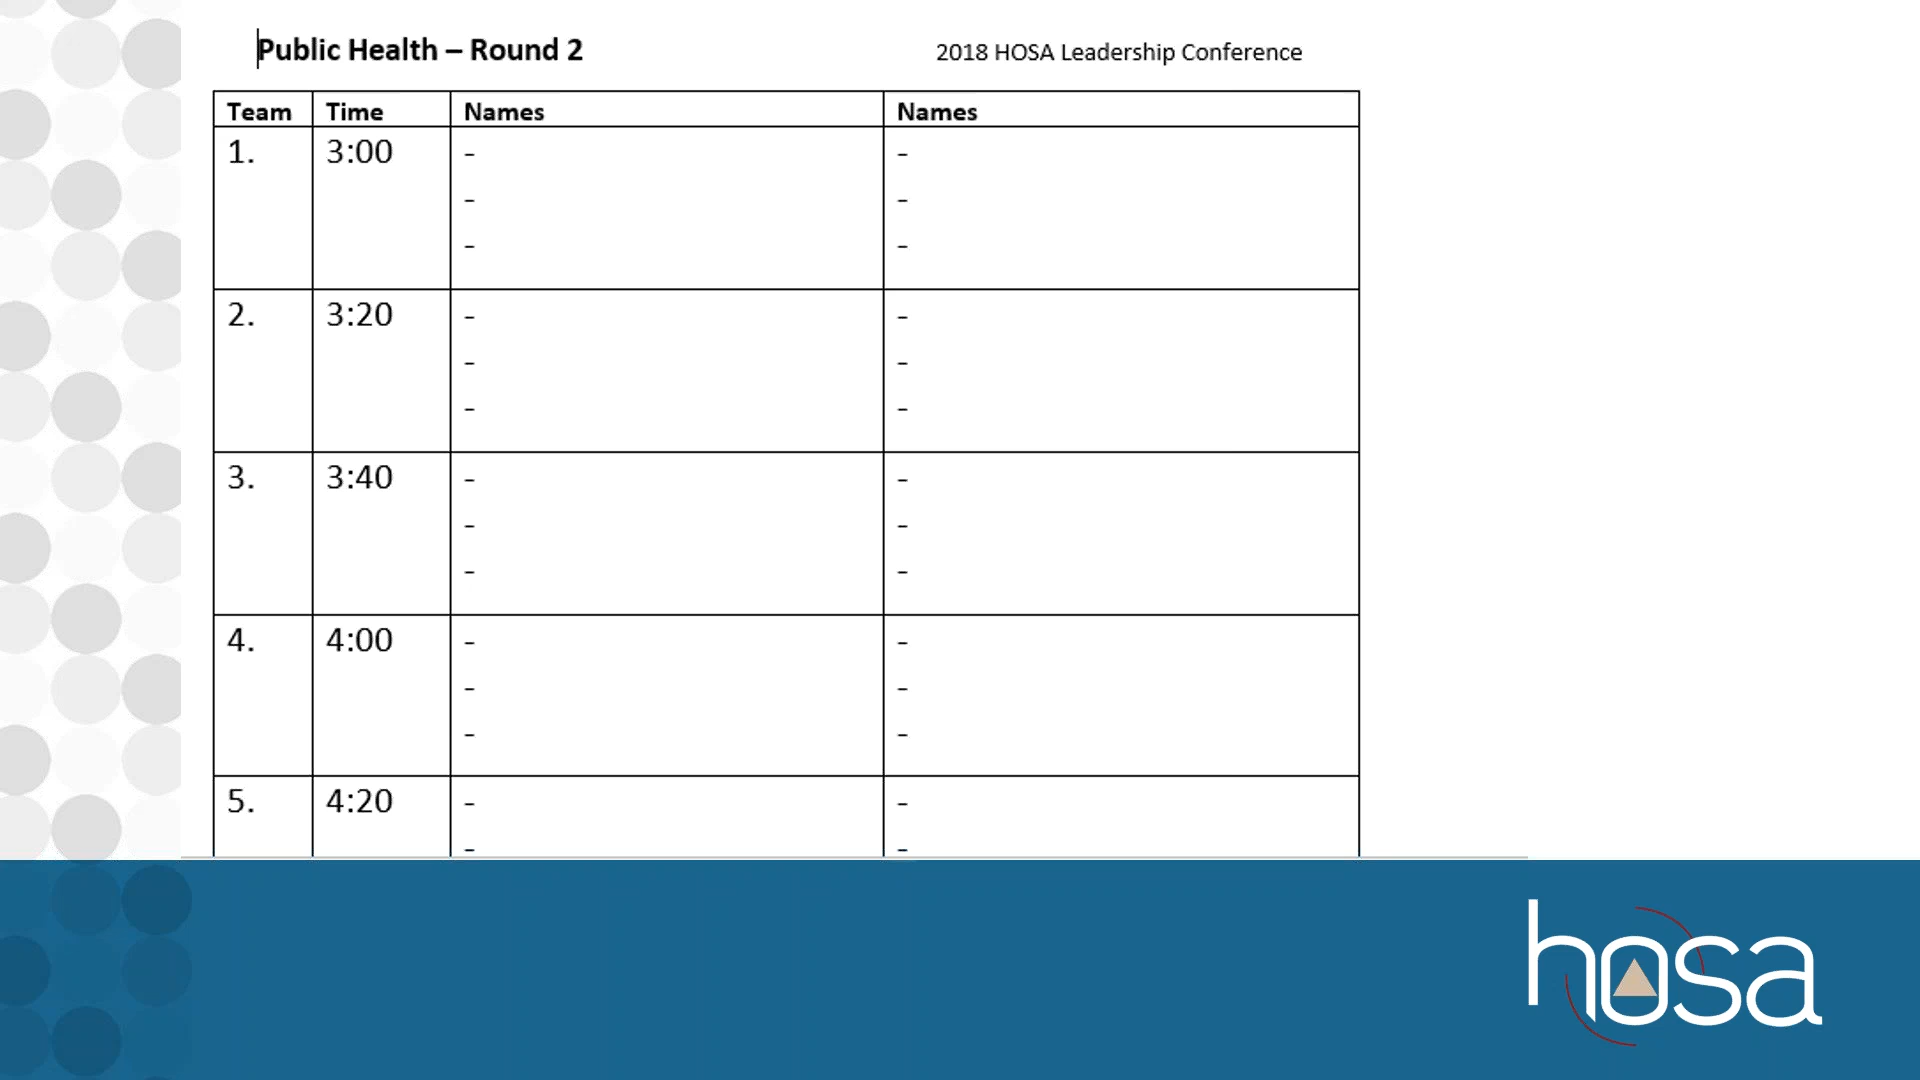 Public Health – Round 2 2018 HOSA Leadership Conference
Team Time Names Names
1. 3:00 - -
- -
- -
2. 3:20 - -
- -
- -
3. 3:40 - -
- -
- -
4. 4:00 - -
- -
- -
5. 4:20 - -
- -
hosa